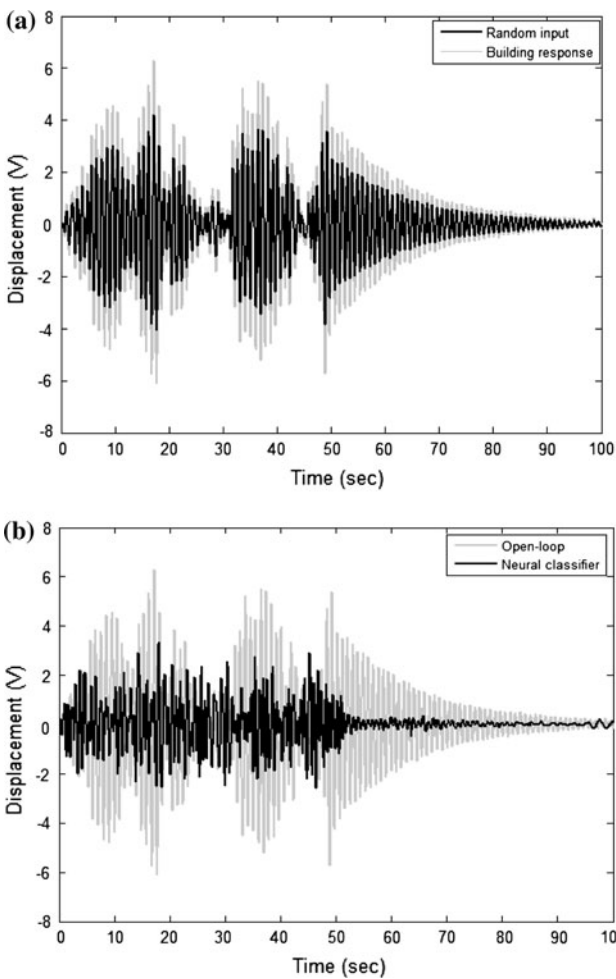 (a)
8
6
4
2
0
-2
-4
-6
-8
Displacement (V)
Random input
Building response
0 10 20 30 40 50 60 70 80 90 100
Time (sec)
(b)
8
6
4
2
0
-2
-4
-6
-8
Displacement (V)
Open-loop
Neural classifier
0 10 20 30 40 50 60 70 80 90 100
Time (sec)